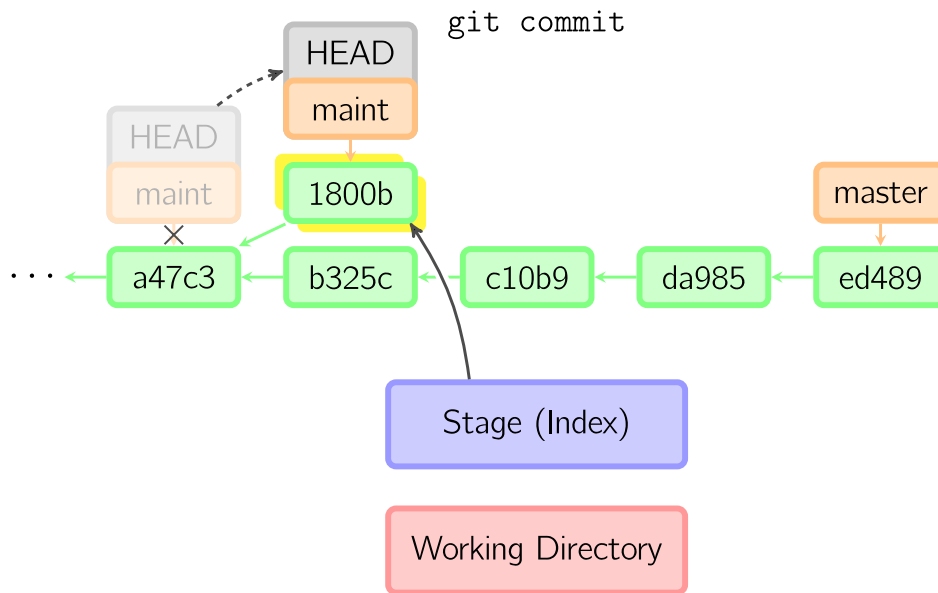 git commit
HEAD
maint
HEAD
maint
1800b
master
... a47c3 b325c c10b9 da985 ed489
Stage (Index)
Working Directory